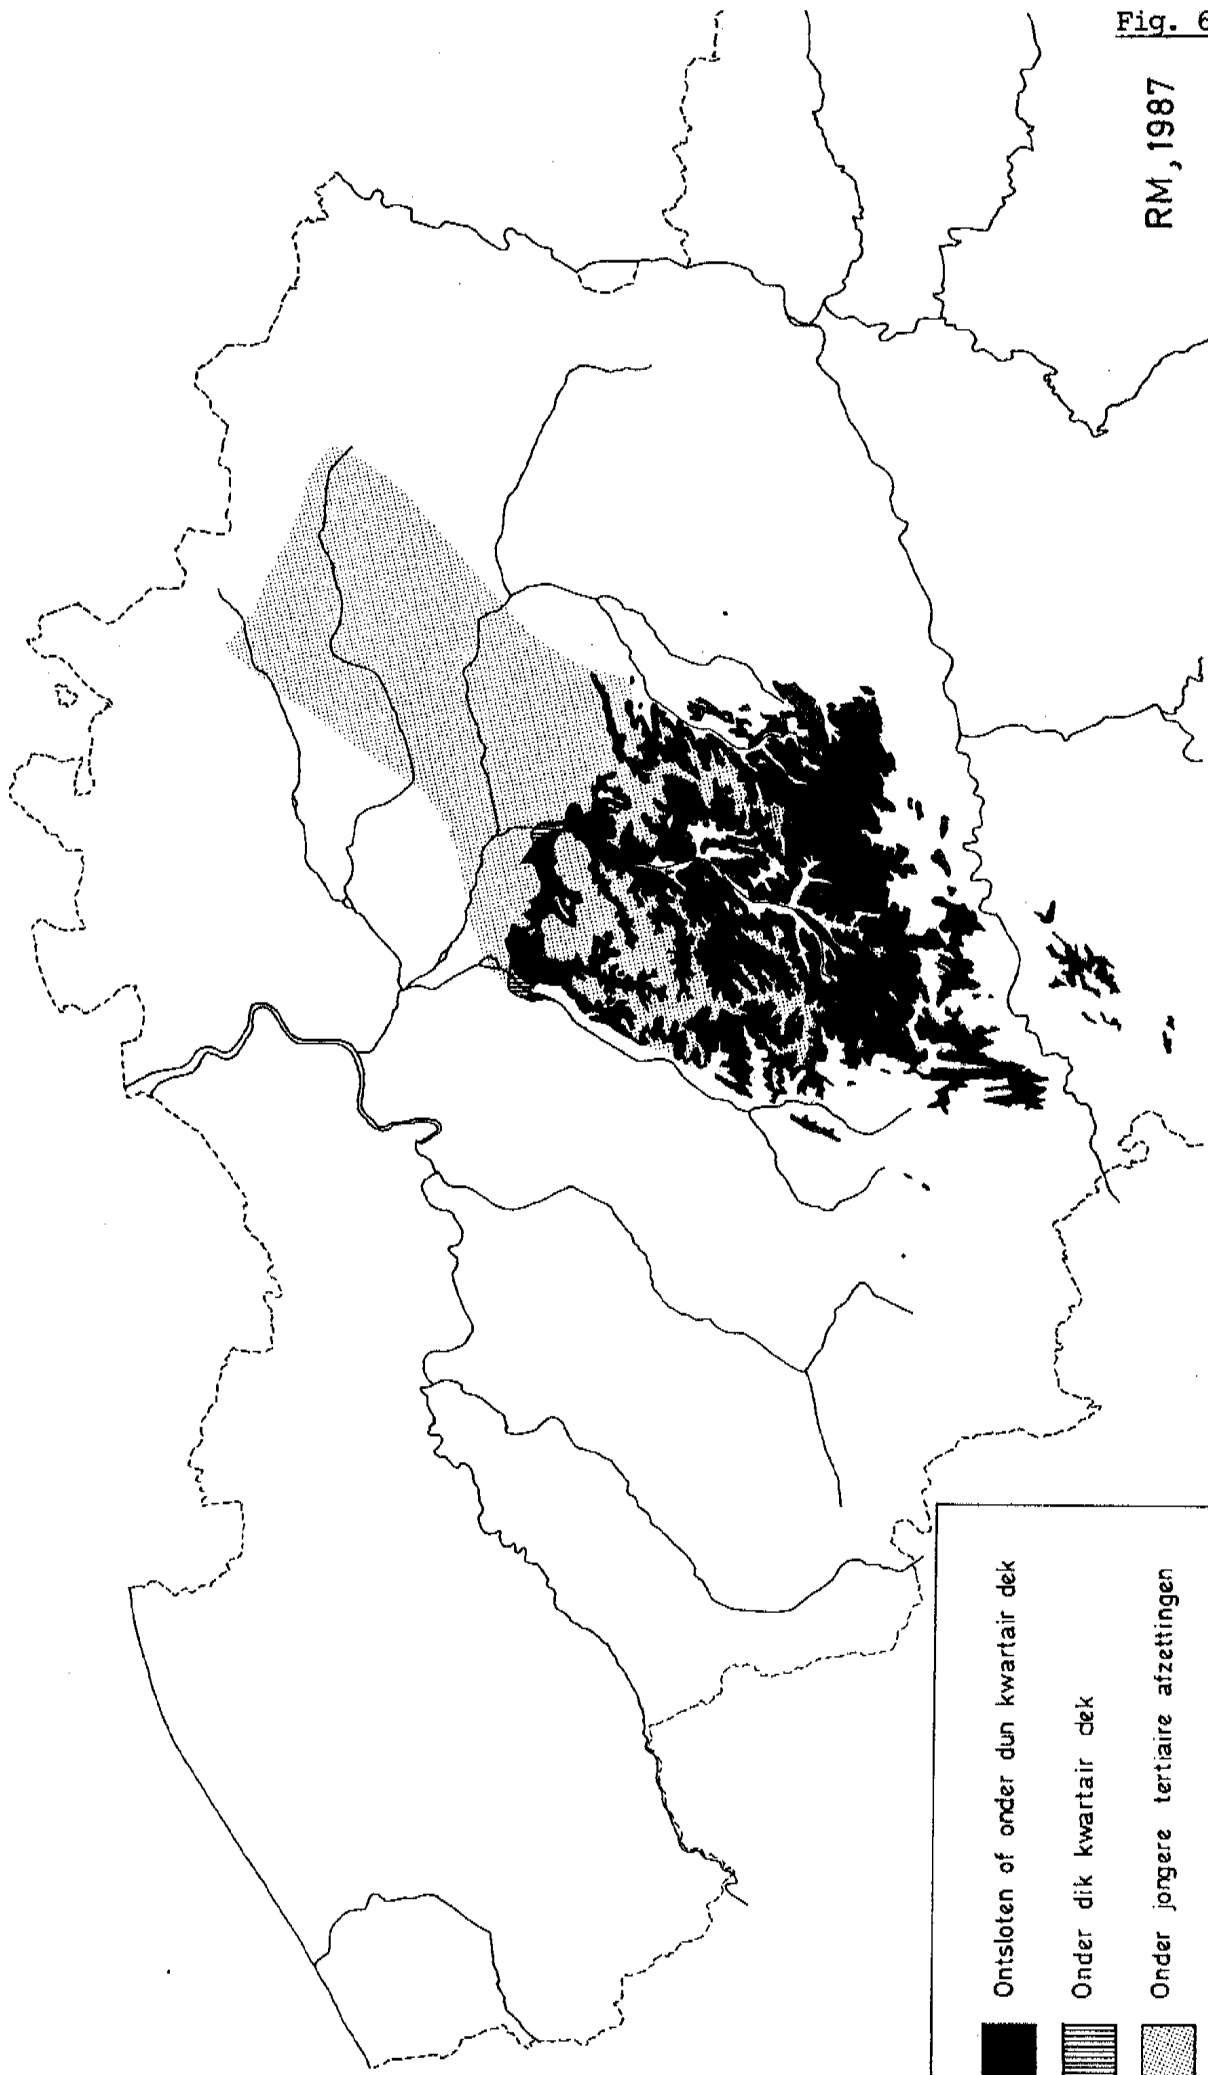 Fig. 6
RM, 1987
Ontsloten of onder dun kwartair dek
Onder dik kwartair dek
Onder jongere tertiaire afzettingen